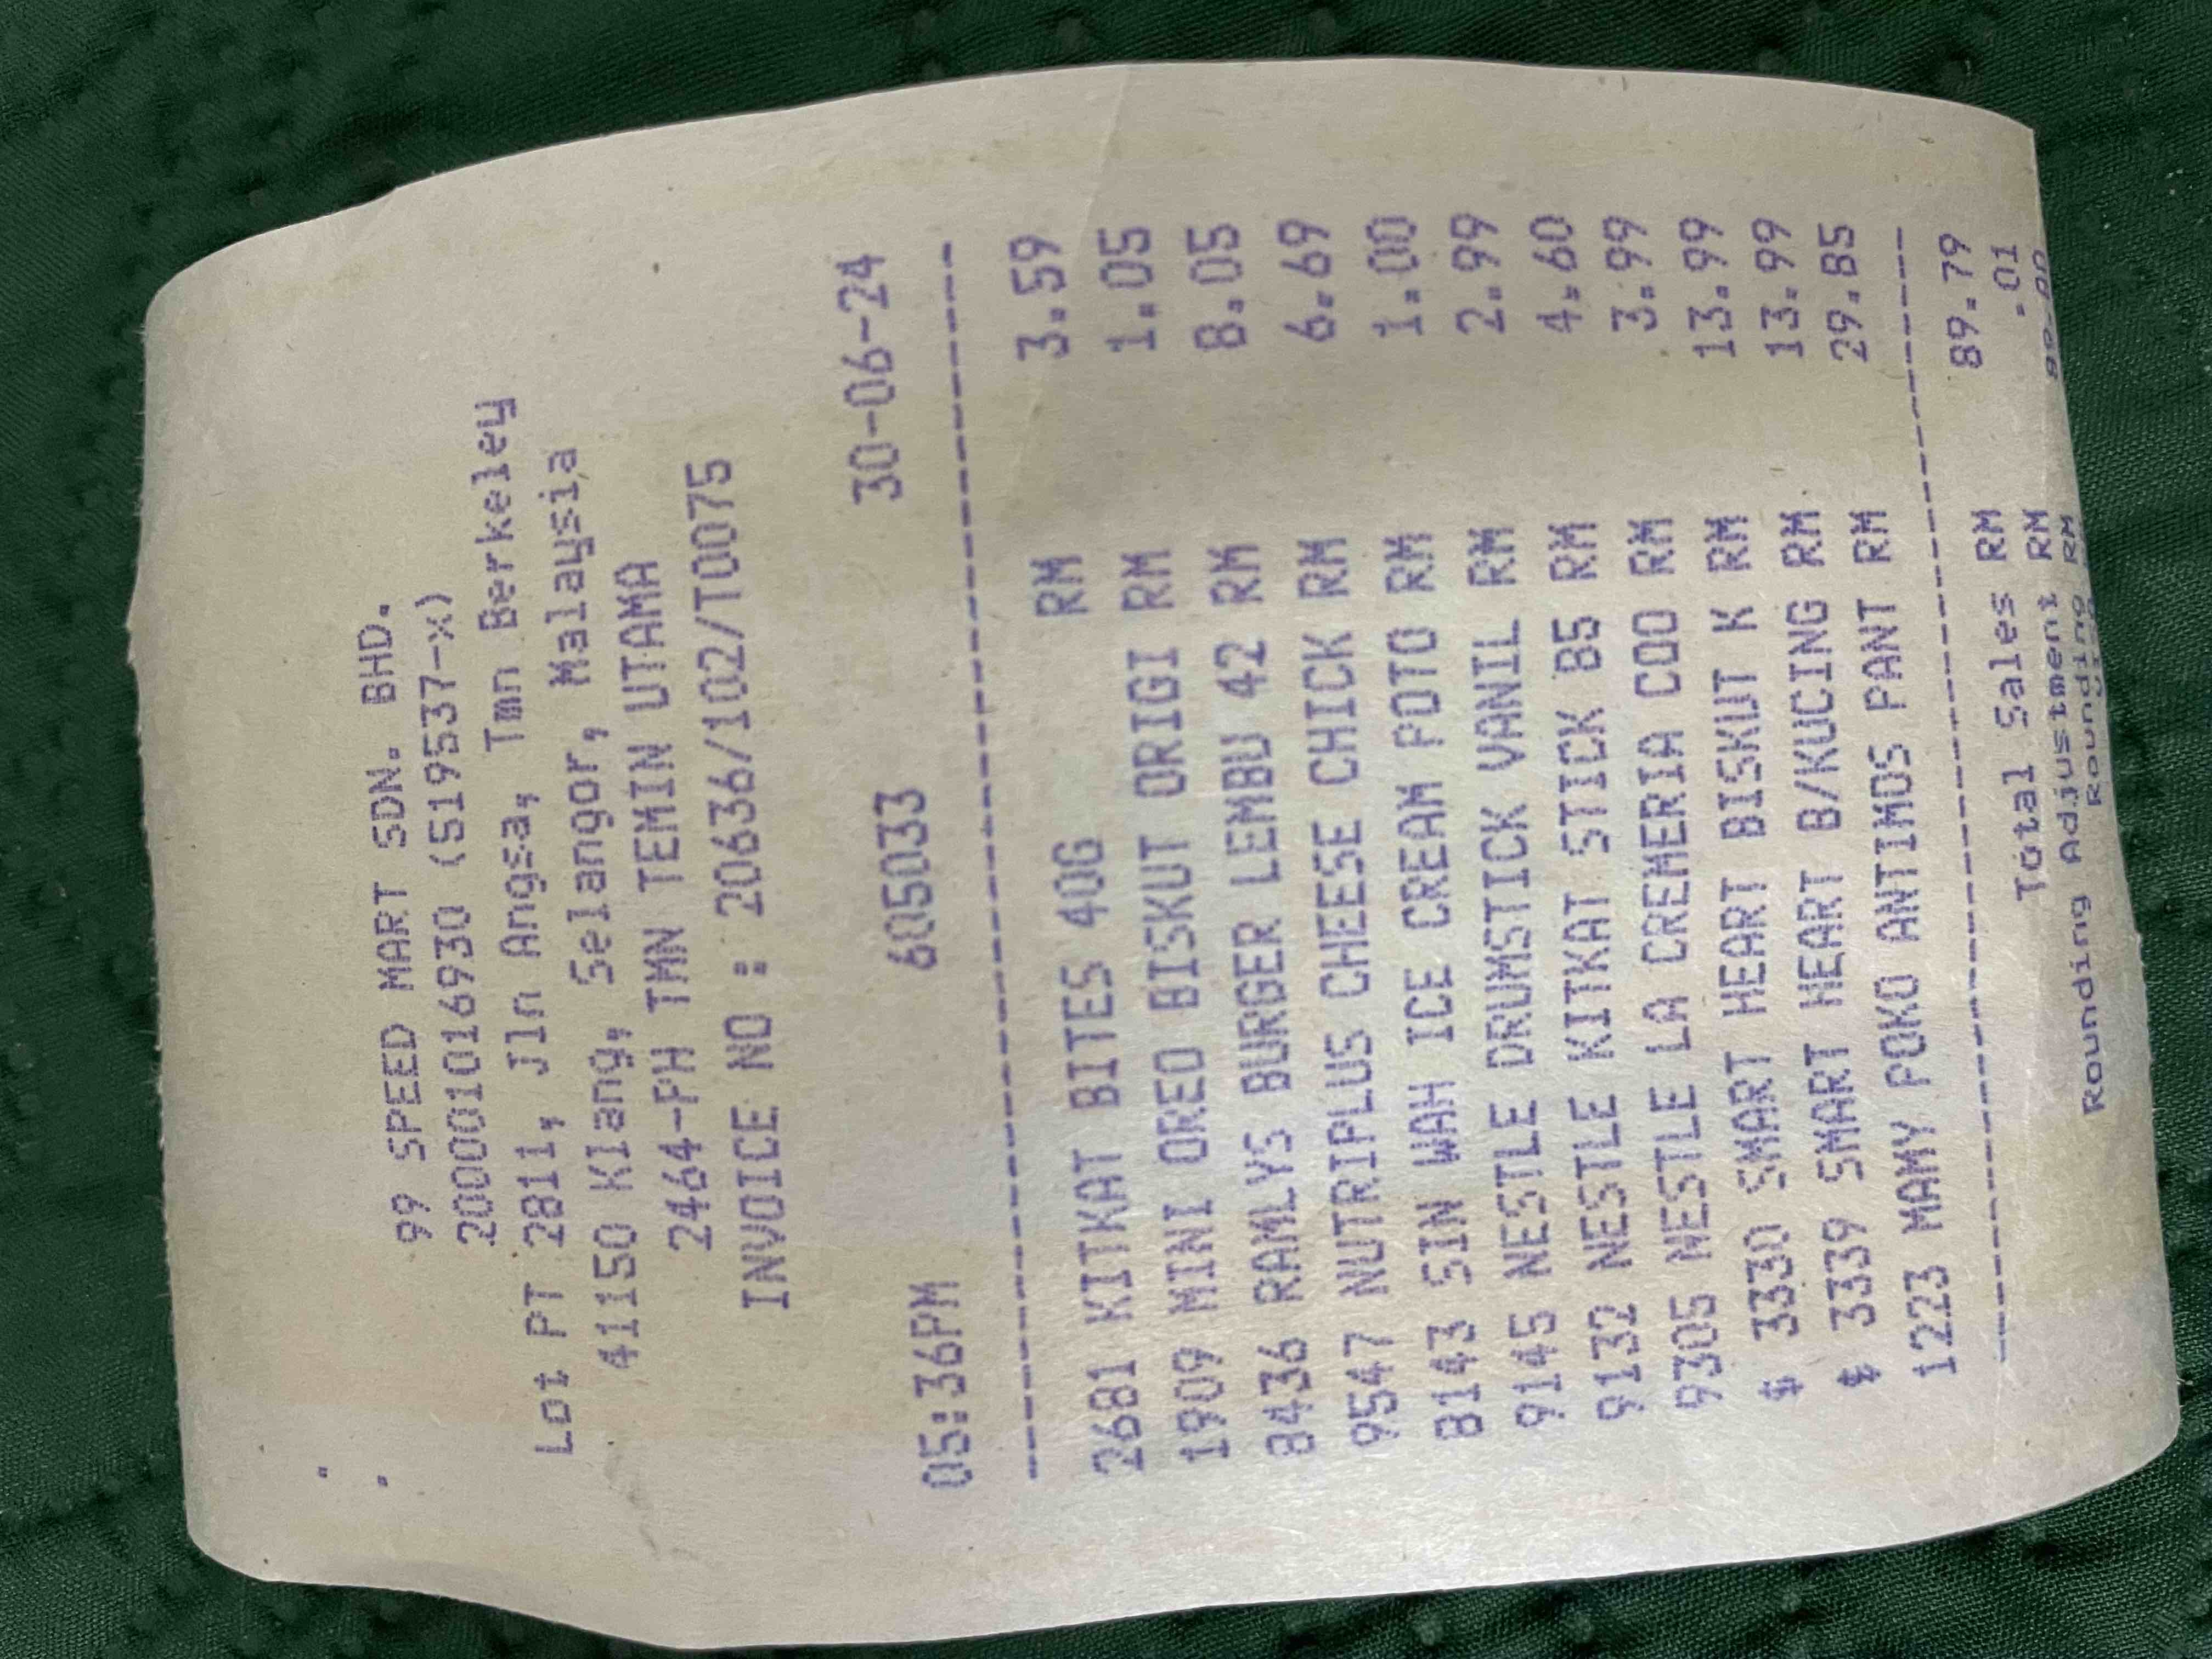 99 SPEED MART SDN. BHD.
200001016930 (519537-X)
Lot PT 2811, Jln Angsa, Tmn Berkeley
41150 Klang, Selangor, Malaysia
2464-PH TMN TEMIN UTAMA
INVOICE NO : 20636/102/T0075
05:36PM 605033 30-06-24
2681 KITKAT BITES 40G RM 3.59
1909 MINI OREO BISKUT ORIGI RM 1.05
8436 RAMLYS BURGER LEMBU 42 RM 8.05
9547 NUTRIPLUS CHEESE CHICK RM 6.69
8143 SIN WAH ICE CREAM POTO RM 1.00
9145 NESTLE DRUMSTICK VANIL RM 2.99
9132 NESTLE KITKAT STICK 85 RM 4.60
9305 NESTLE LA CREMERIA COO RM 3.99
$ 3330 SMART HEART BISKUT K RM 13.99
$ 3339 SMART HEART B/KUCING RM 13.99
1223 MAMY POKO ANTIMOS PANT RM 29.85
Total Sales RM 89.79
Rounding Adjustment RM .01
Rounding RM